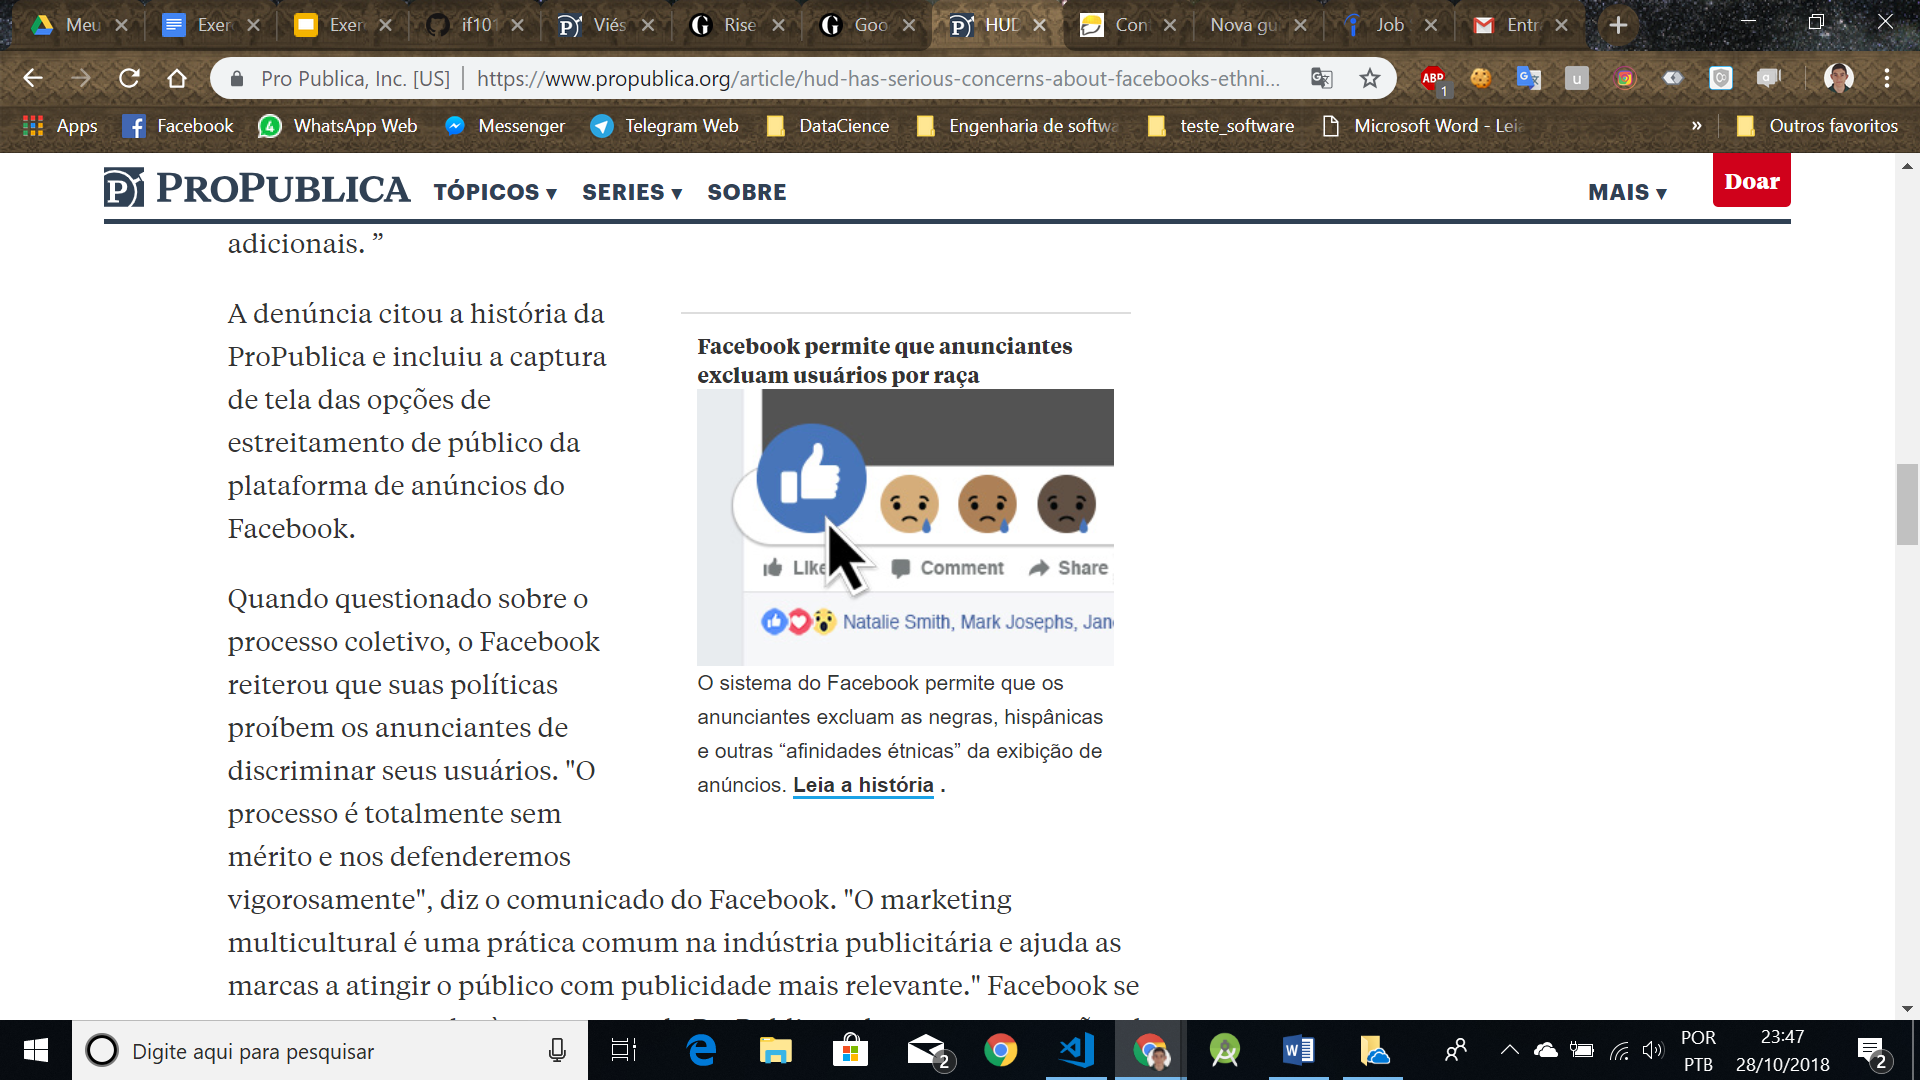 Meu
Exer
Exer
if10
Viés
Rise
Goo
HUD
Con
Nova gu
Job
Entr
Pro Publica, Inc. [US]
https://www.propublica.org/article/hud-has-serious-concerns-about-facebooks-ethni...
ABP
1
u
a!
Apps
Facebook
4
WhatsApp Web
Messenger
Telegram Web
DataCience
Engenharia de softwa
teste_software
Microsoft Word - Leia
»
Outros favoritos
PROPUBLICA
TÓPICOS ▾
SERIES ▾
SOBRE
MAIS ▾
Doar
adicionais. ”
A denúncia citou a história da
ProPublica e incluiu a captura
de tela das opções de
estreitamento de público da
plataforma de anúncios do
Facebook.
Facebook permite que anunciantes
excluam usuários por raça
Like
Comment
Share
Natalie Smith, Mark Josephs, Jan
O sistema do Facebook permite que os
anunciantes excluam as negras, hispânicas
e outras “afinidades étnicas” da exibição de
anúncios. Leia a história .
Quando questionado sobre o
processo coletivo, o Facebook
reiterou que suas políticas
proíbem os anunciantes de
discriminar seus usuários. "O
processo é totalmente sem
mérito e nos defenderemos
vigorosamente", diz o comunicado do Facebook. "O marketing
multicultural é uma prática comum na indústria publicitária e ajuda as
marcas a atingir o público com publicidade mais relevante." Facebook se
Digite aqui para pesquisar
2
POR
PTB
23:47
28/10/2018
2